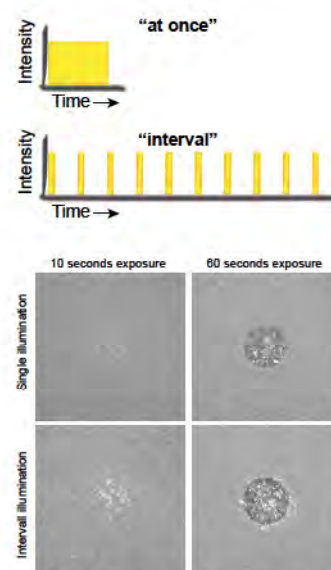 “at once”
Intensity
Time
“interval”
Intensity
Time
10 seconds exposure
60 seconds exposure
Single illumination
Intervall illumination